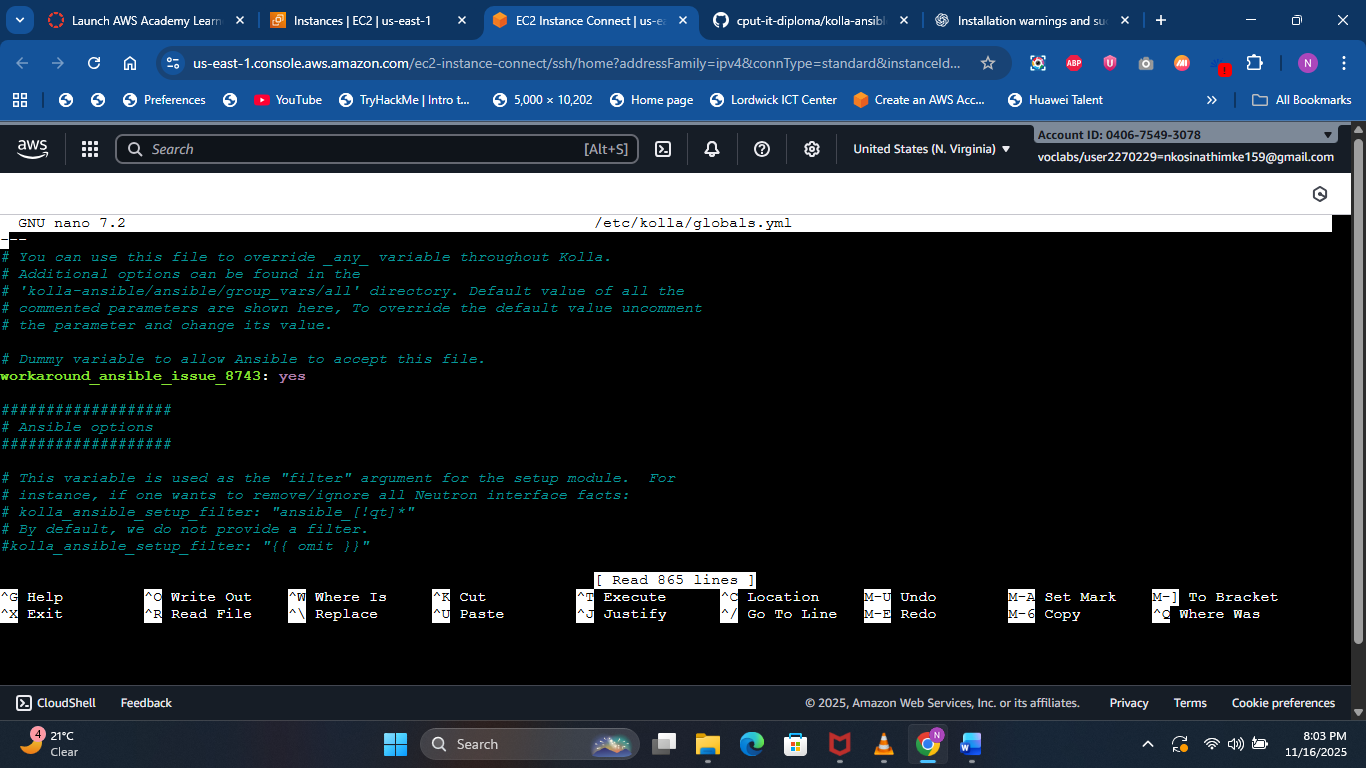 Launch AWS Academy Learn
Instances | EC2 | us-east-1
EC2 Instance Connect | us-ea
cput-it-diploma/kolla-ansibl
Installation warnings and su
us-east-1.console.aws.amazon.com/ec2-instance-connect/ssh/home?addressFamily=ipv4&connType=standard&instanceId...
ABP
N
Preferences
YouTube
TryHackMe | Intro t...
5,000 × 10,202
Home page
Lordwick ICT Center
Create an AWS Acc...
Huawei Talent
»
All Bookmarks
aws
Search
[Alt+S]
United States (N. Virginia)
Account ID: 0406-7549-3078
voclabs/user2270229=nkosinathimke159@gmail.com
GNU nano 7.2 /etc/kolla/globals.yml
---
# You can use this file to override _any_ variable throughout Kolla.
# Additional options can be found in the
# 'kolla-ansible/ansible/group_vars/all' directory. Default value of all the
# commented parameters are shown here, To override the default value uncomment
# the parameter and change its value.
# Dummy variable to allow Ansible to accept this file.
workaround_ansible_issue_8743: yes
###################
# Ansible options
###################
# This variable is used as the "filter" argument for the setup module.  For
# instance, if one wants to remove/ignore all Neutron interface facts:
# kolla_ansible_setup_filter: "ansible_[!qt]*"
# By default, we do not provide a filter.
#kolla_ansible_setup_filter: "{{ omit }}"
[ Read 865 lines ]
^G Help ^O Write Out ^W Where Is ^K Cut ^T Execute ^C Location M-U Undo M-A Set Mark M-] To Bracket
^X Exit ^R Read File ^\ Replace ^U Paste ^J Justify ^/ Go To Line M-E Redo M-6 Copy ^Q Where Was
CloudShell
Feedback
© 2025, Amazon Web Services, Inc. or its affiliates.
Privacy
Terms
Cookie preferences
4
21°C
Clear
Search
N
8:03 PM
11/16/2025